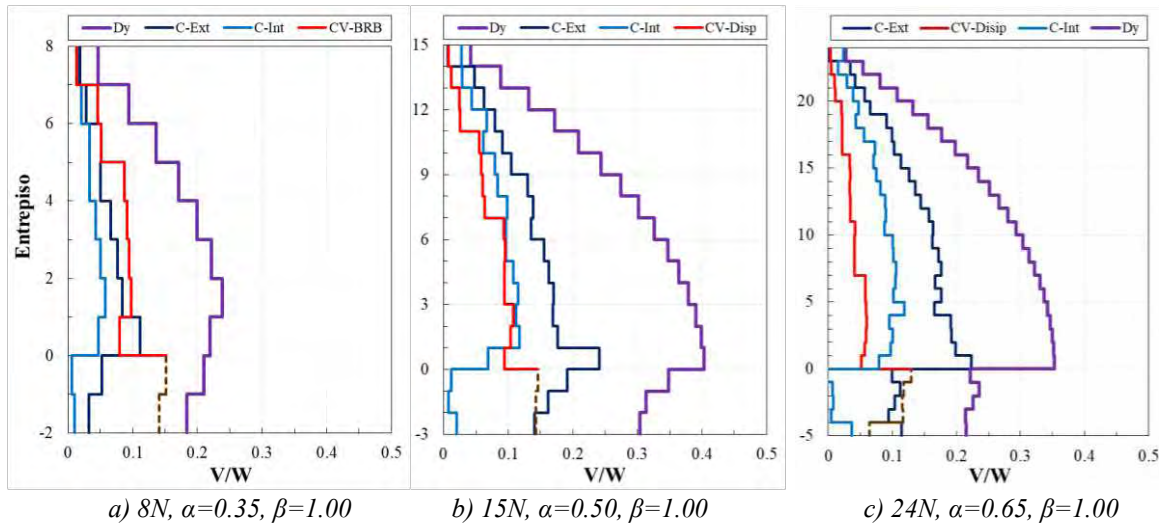 Dy C-Ext C-Int CV-BRB
8
6
4
2
0
-2
Entrepiso
0 0.1 0.2 0.3 0.4 0.5
V/W
a) 8N, α=0.35, β=1.00
Dy C-Ext C-Int CV-Disp
15
12
9
6
3
0
-3
0 0.1 0.2 0.3 0.4 0.5
V/W
b) 15N, α=0.50, β=1.00
C-Ext CV-Disip C-Int Dy
20
15
10
5
0
-5
0 0.1 0.2 0.3 0.4 0.5
V/W
c) 24N, α=0.65, β=1.00